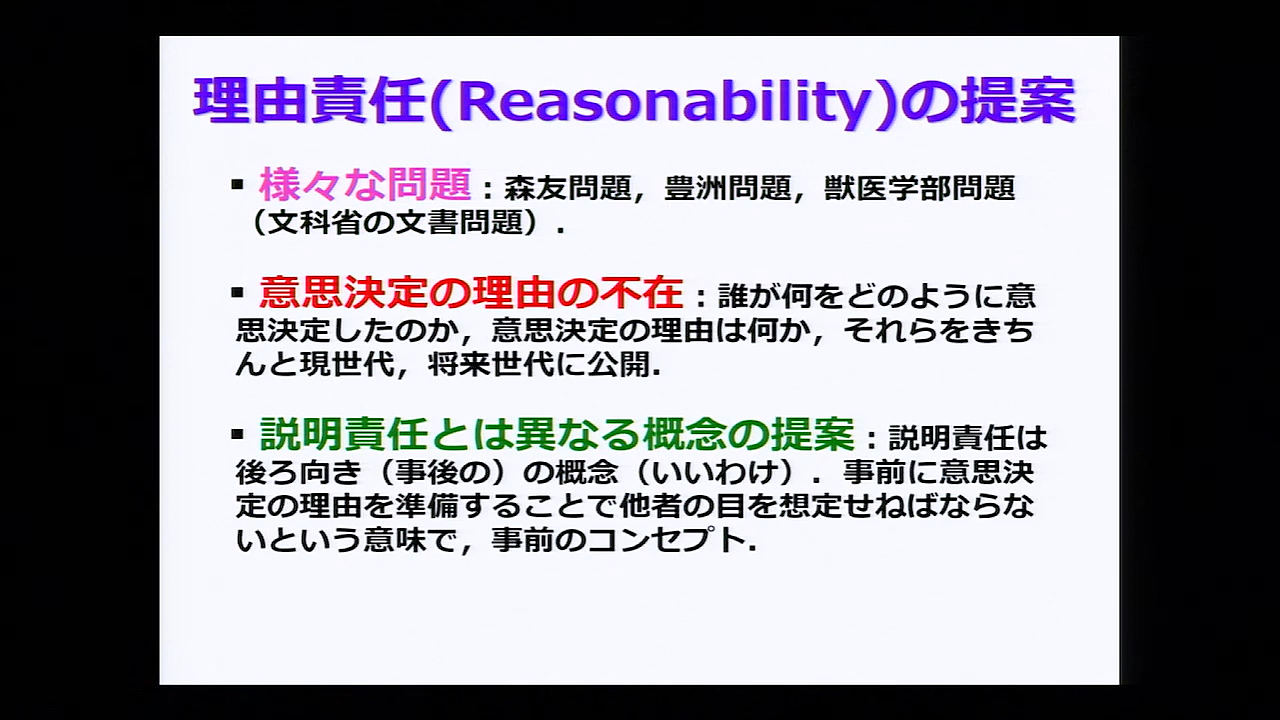 理由責任(Reasonability)の提案
▪ 様々な問題：森友問題，豊洲問題，獣医学部問題
（文科省の文書問題）．
▪ 意思決定の理由の不在：誰が何をどのように意
思決定したのか，意思決定の理由は何か，それらをきち
んと現世代，将来世代に公開．
▪ 説明責任とは異なる概念の提案：説明責任は
後ろ向き（事後の）の概念（いいわけ）．事前に意思決
定の理由を準備することで他者の目を想定せねばならな
いという意味で，事前のコンセプト．